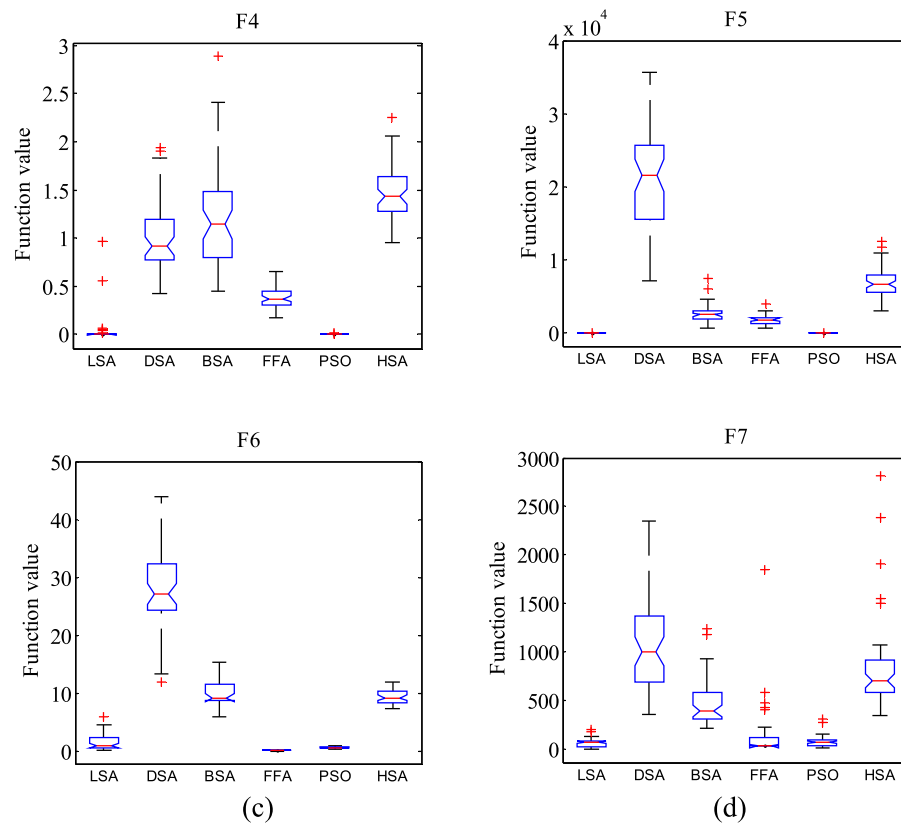 F4
Function value
3
2.5
2
1.5
1
0.5
0
LSA DSA BSA FFA PSO HSA
F5
x 10^4
Function value
4
3
2
1
0
LSA DSA BSA FFA PSO HSA
F6
Function value
50
40
30
20
10
0
LSA DSA BSA FFA PSO HSA
(c)
F7
Function value
3000
2500
2000
1500
1000
500
0
LSA DSA BSA FFA PSO HSA
(d)